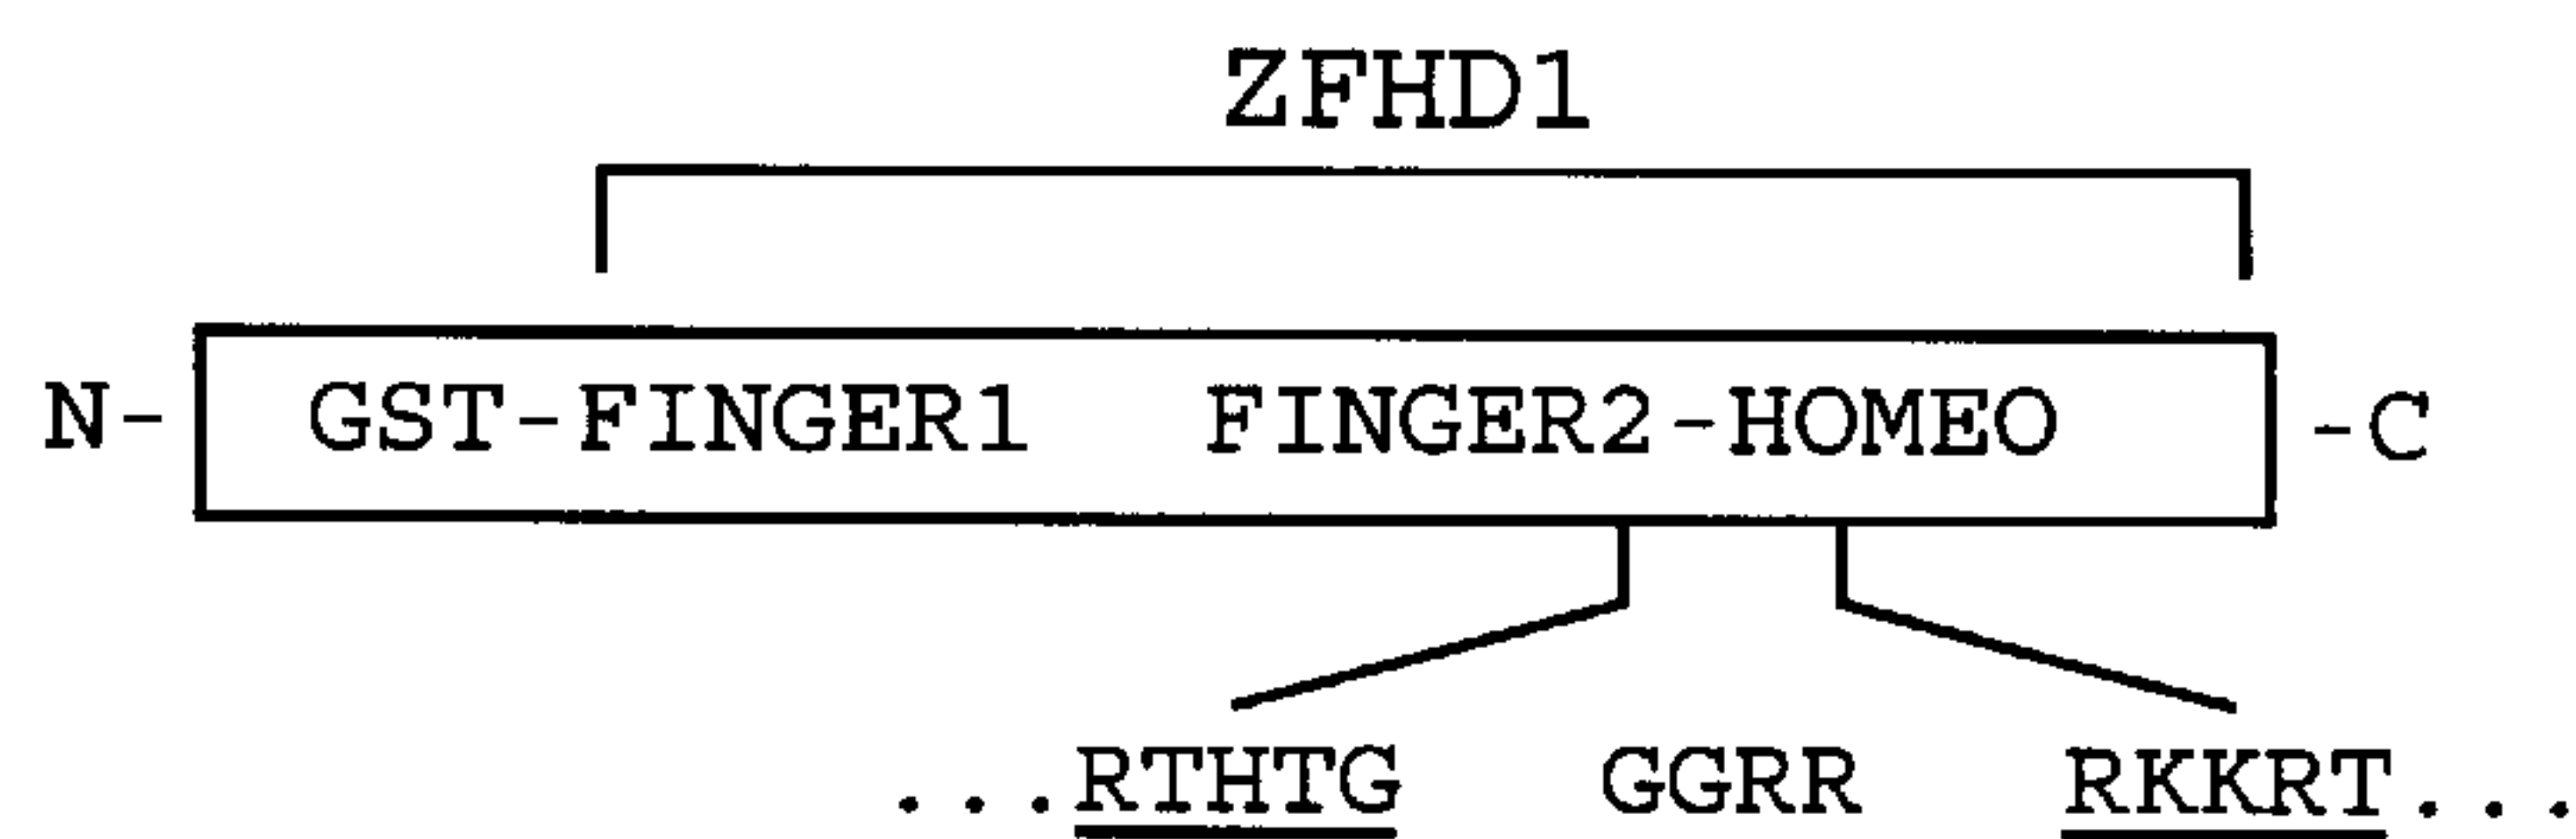 ZFHD1
N- GST-FINGER1 FINGER2-HOMEO -C
...RTHTG GGRR RKKRT...